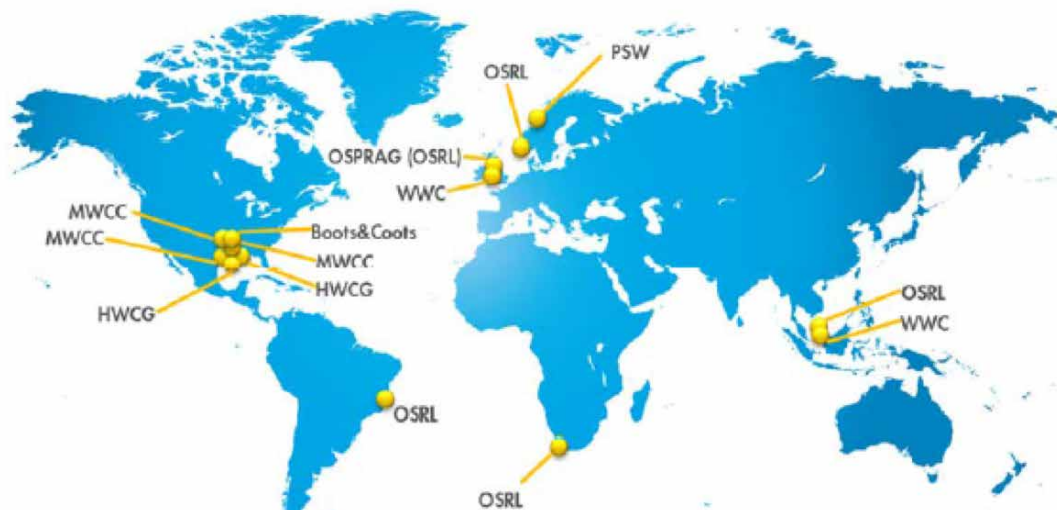 PSW
OSRL
OSPRAG (OSRL)
WWC
MWCC
Boots&Coots
MWCC
MWCC
HWCG
HWCG
OSRL
WWC
OSRL
OSRL